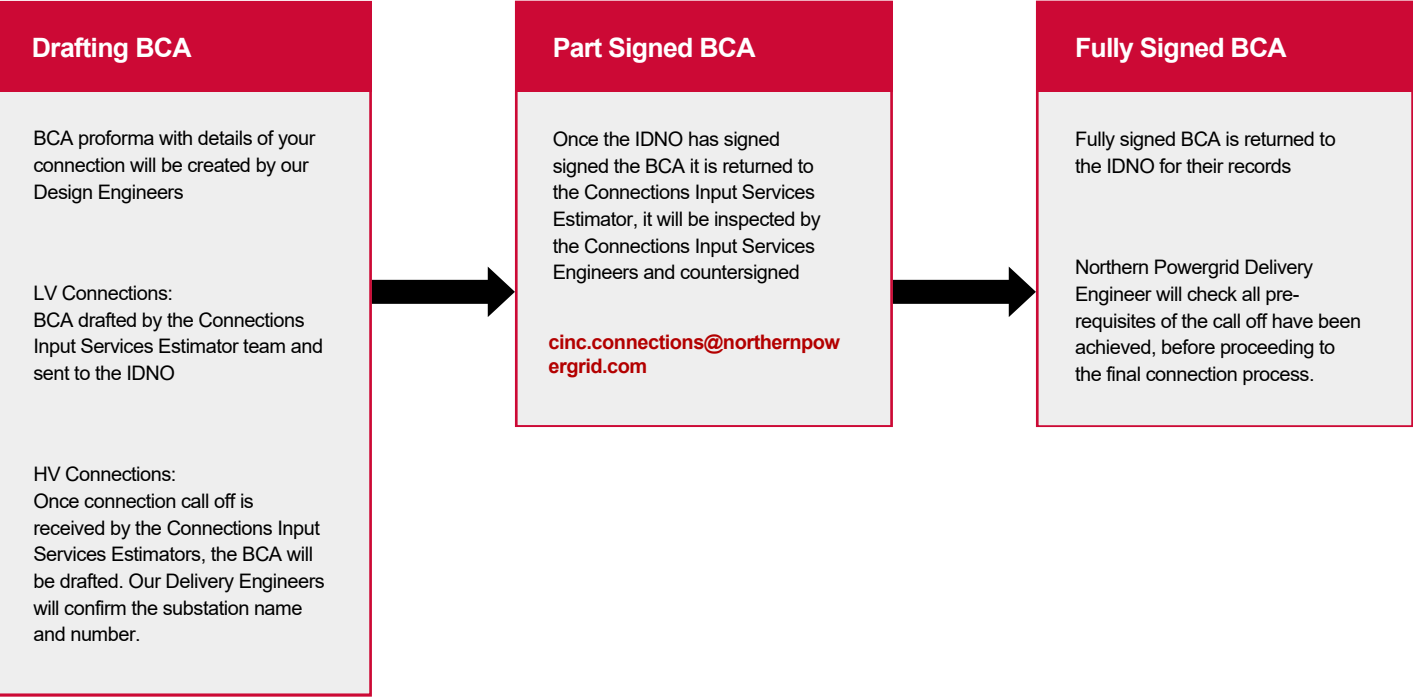 Drafting BCA
BCA proforma with details of your
connection will be created by our
Design Engineers
LV Connections:
BCA drafted by the Connections
Input Services Estimator team and
sent to the IDNO
HV Connections:
Once connection call off is
received by the Connections Input
Services Estimators, the BCA will
be drafted. Our Delivery Engineers
will confirm the substation name
and number.
Part Signed BCA
Once the IDNO has signed
signed the BCA it is returned to
the Connections Input Services
Estimator, it will be inspected by
the Connections Input Services
Engineers and countersigned
cinc.connections@northernpow
ergrid.com
Fully Signed BCA
Fully signed BCA is returned to
the IDNO for their records
Northern Powergrid Delivery
Engineer will check all pre-
requisites of the call off have been
achieved, before proceeding to
the final connection process.